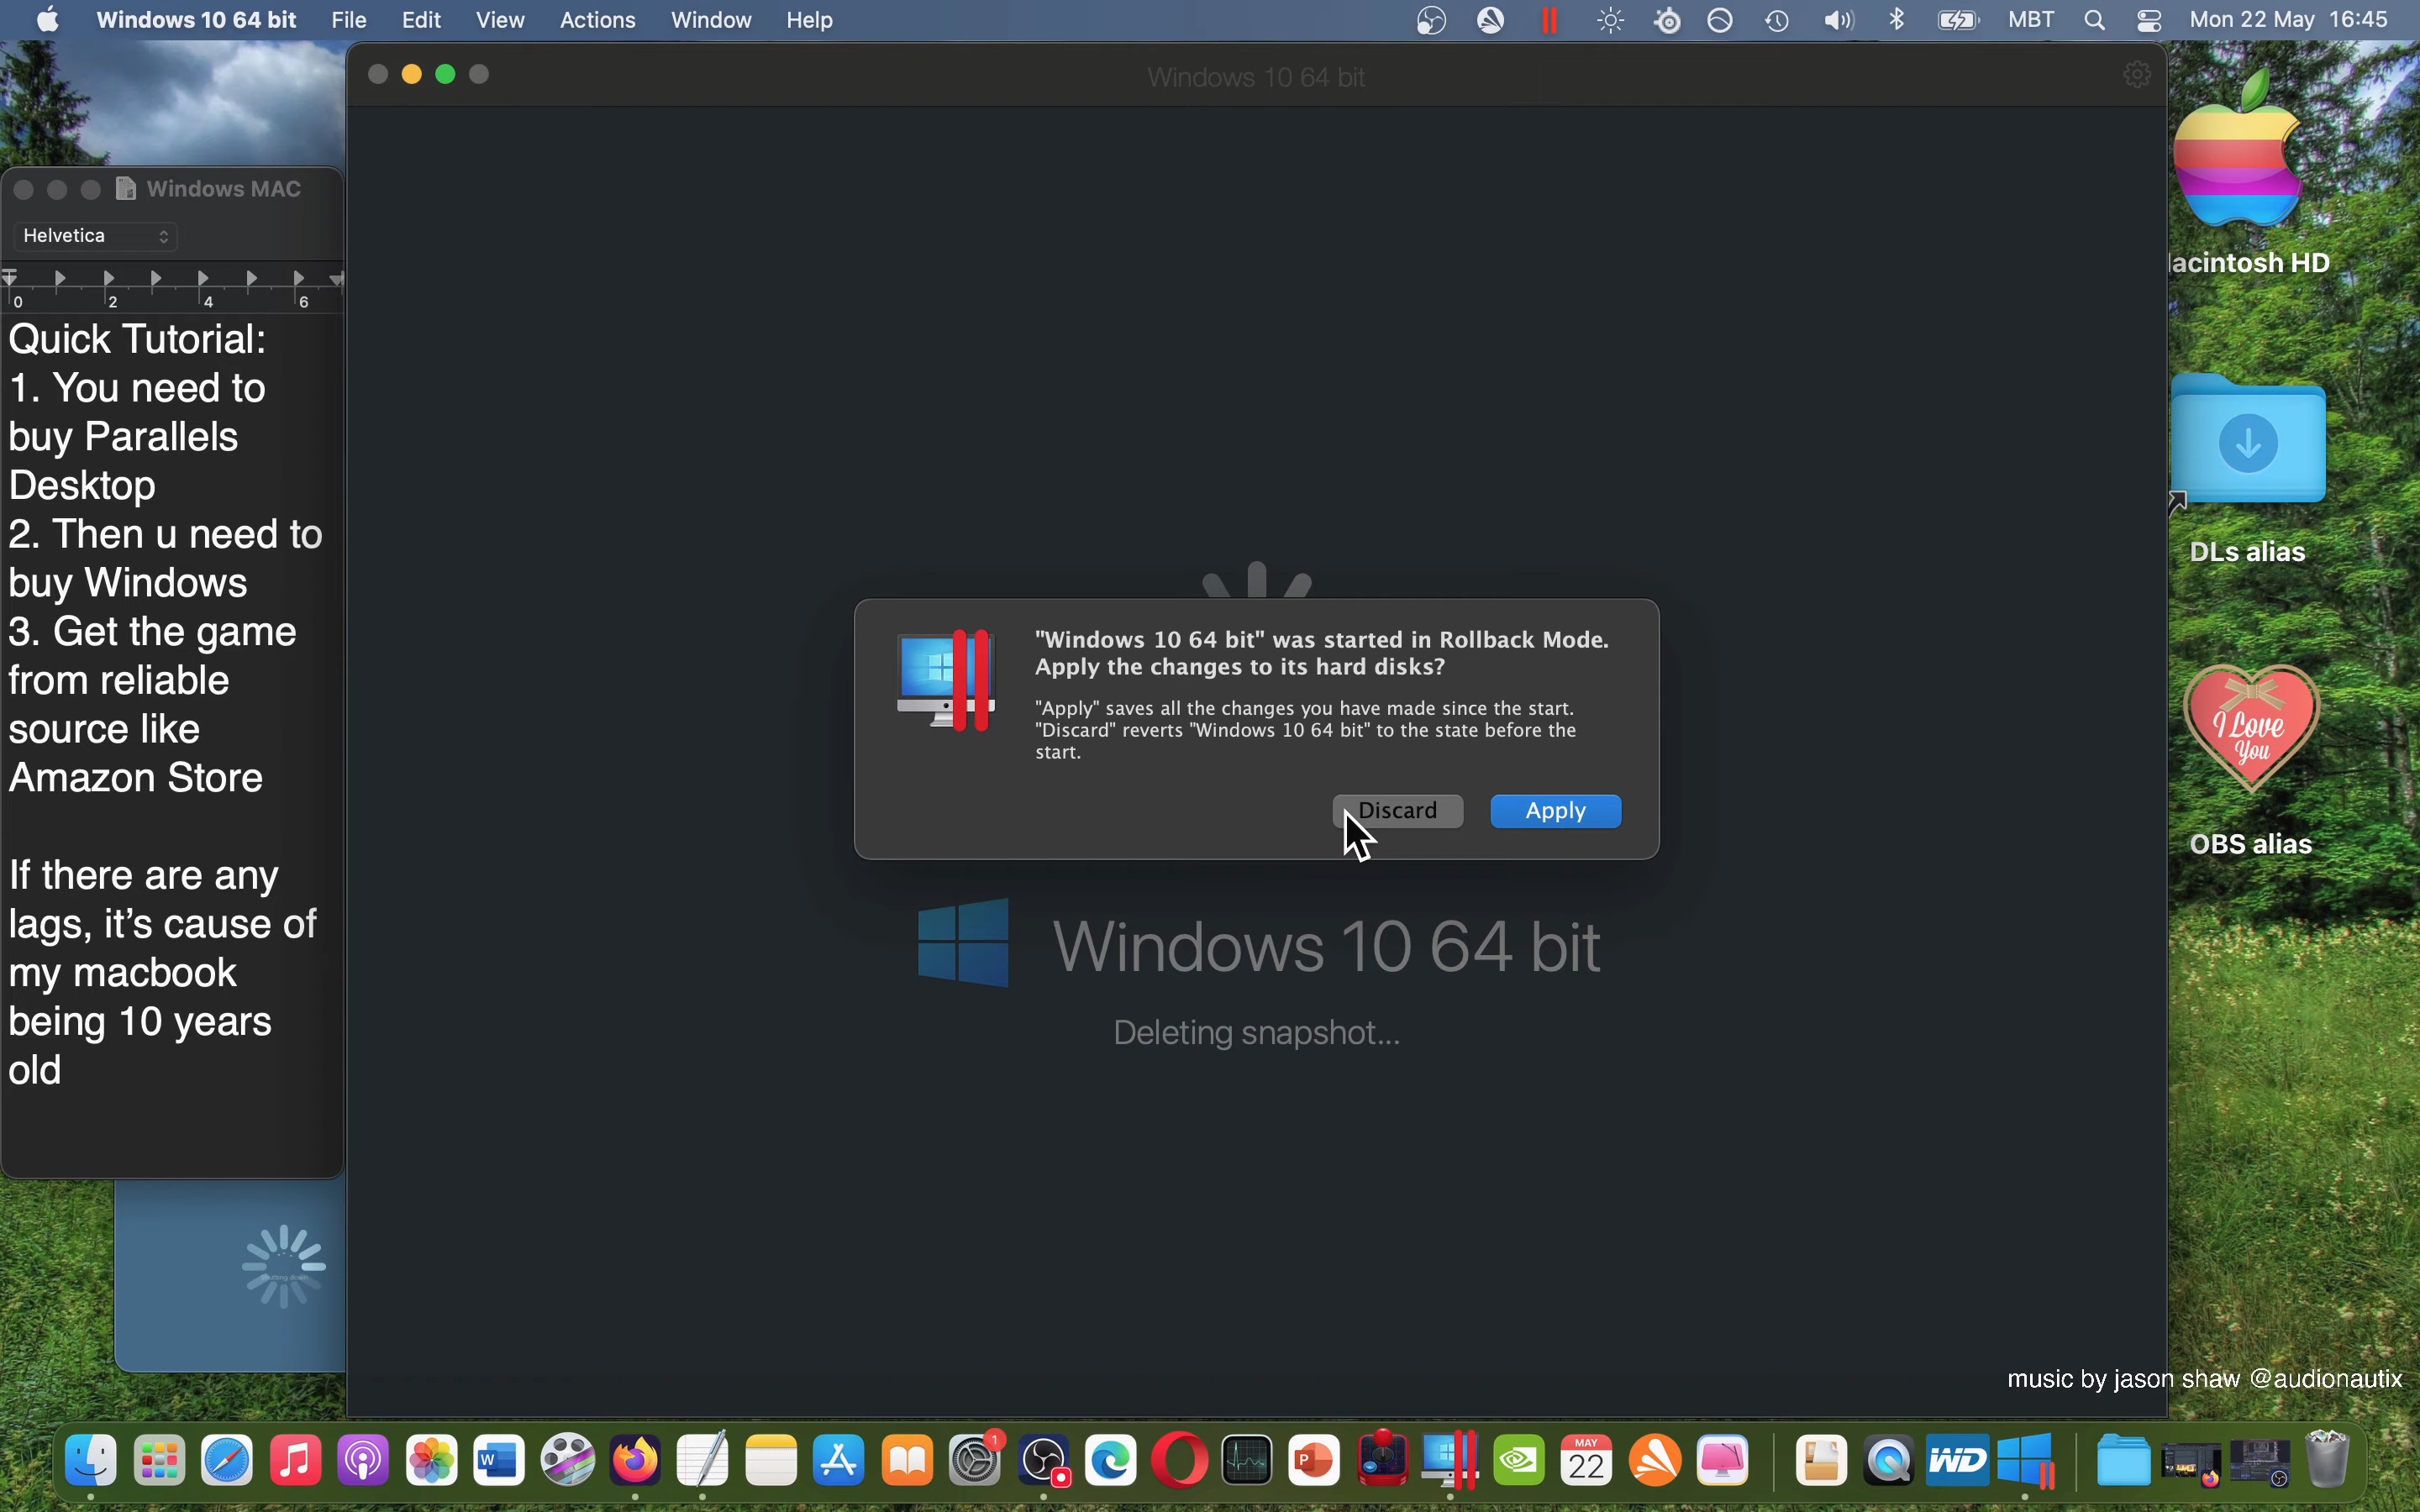 Windows 10 64 bit File Edit View Actions Window Help MBT Mon 22 May 16:45
Windows 10 64 bit
Windows MAC
Helvetica
0 2 4 6
Quick Tutorial:
1. You need to
buy Parallels
Desktop
2. Then u need to
buy Windows
3. Get the game
from reliable
source like
Amazon Store
If there are any
lags, it's cause of
my macbook
being 10 years
old
"Windows 10 64 bit" was started in Rollback Mode.
Apply the changes to its hard disks?
"Apply" saves all the changes you have made since the start.
"Discard" reverts "Windows 10 64 bit" to the state before the
start.
Discard Apply
Windows 10 64 bit
Deleting snapshot...
acintosh HD
DLs alias
I Love
You
OBS alias
music by jason shaw @audionautix
W
1
P
MAY
22
WD